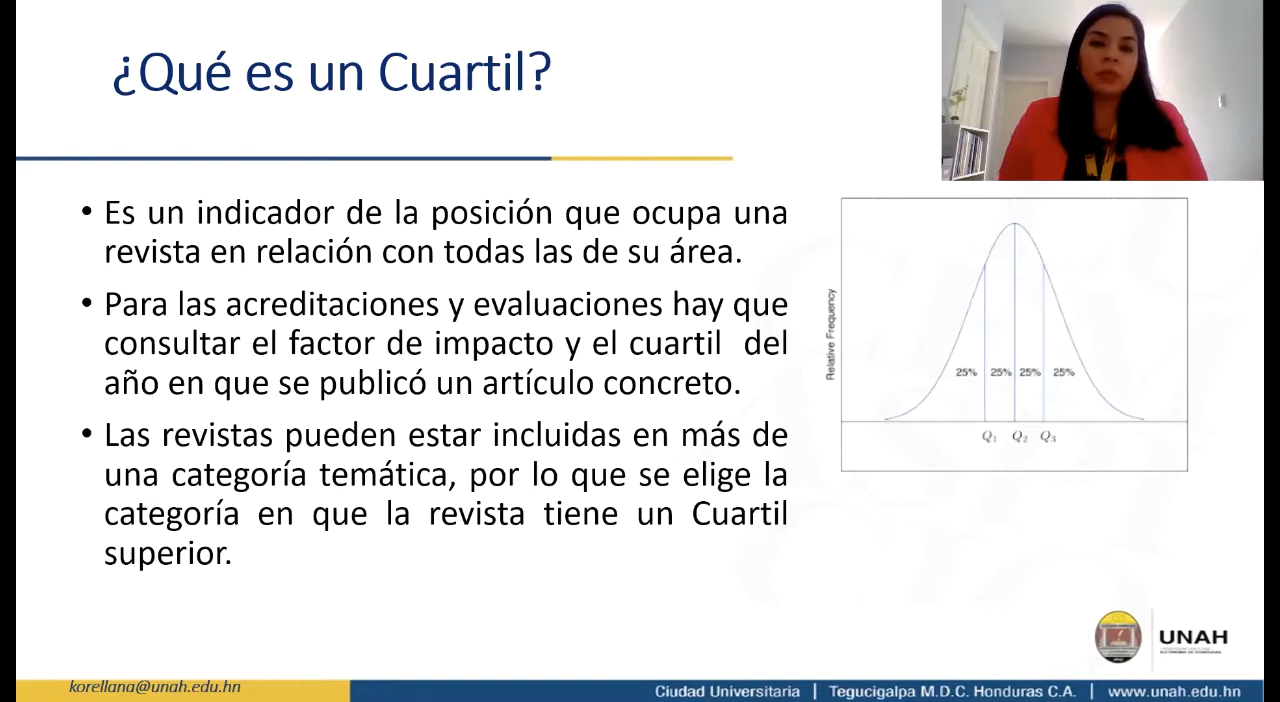 ¿Qué es un Cuartil?
• Es un indicador de la posición que ocupa una
revista en relación con todas las de su área.
• Para las acreditaciones y evaluaciones hay que
consultar el factor de impacto y el cuartil del
año en que se publicó un artículo concreto.
• Las revistas pueden estar incluidas en más de
una categoría temática, por lo que se elige la
categoría en que la revista tiene un Cuartil
superior.
Relative Frequency
25% 25% 25% 25%
Q1 Q2 Q3
UNAH
AUTÓNOMA DE HONDURAS
korellana@unah.edu.hn
Ciudad Universitaria | Tegucigalpa M.D.C. Honduras C.A. | www.unah.edu.hn